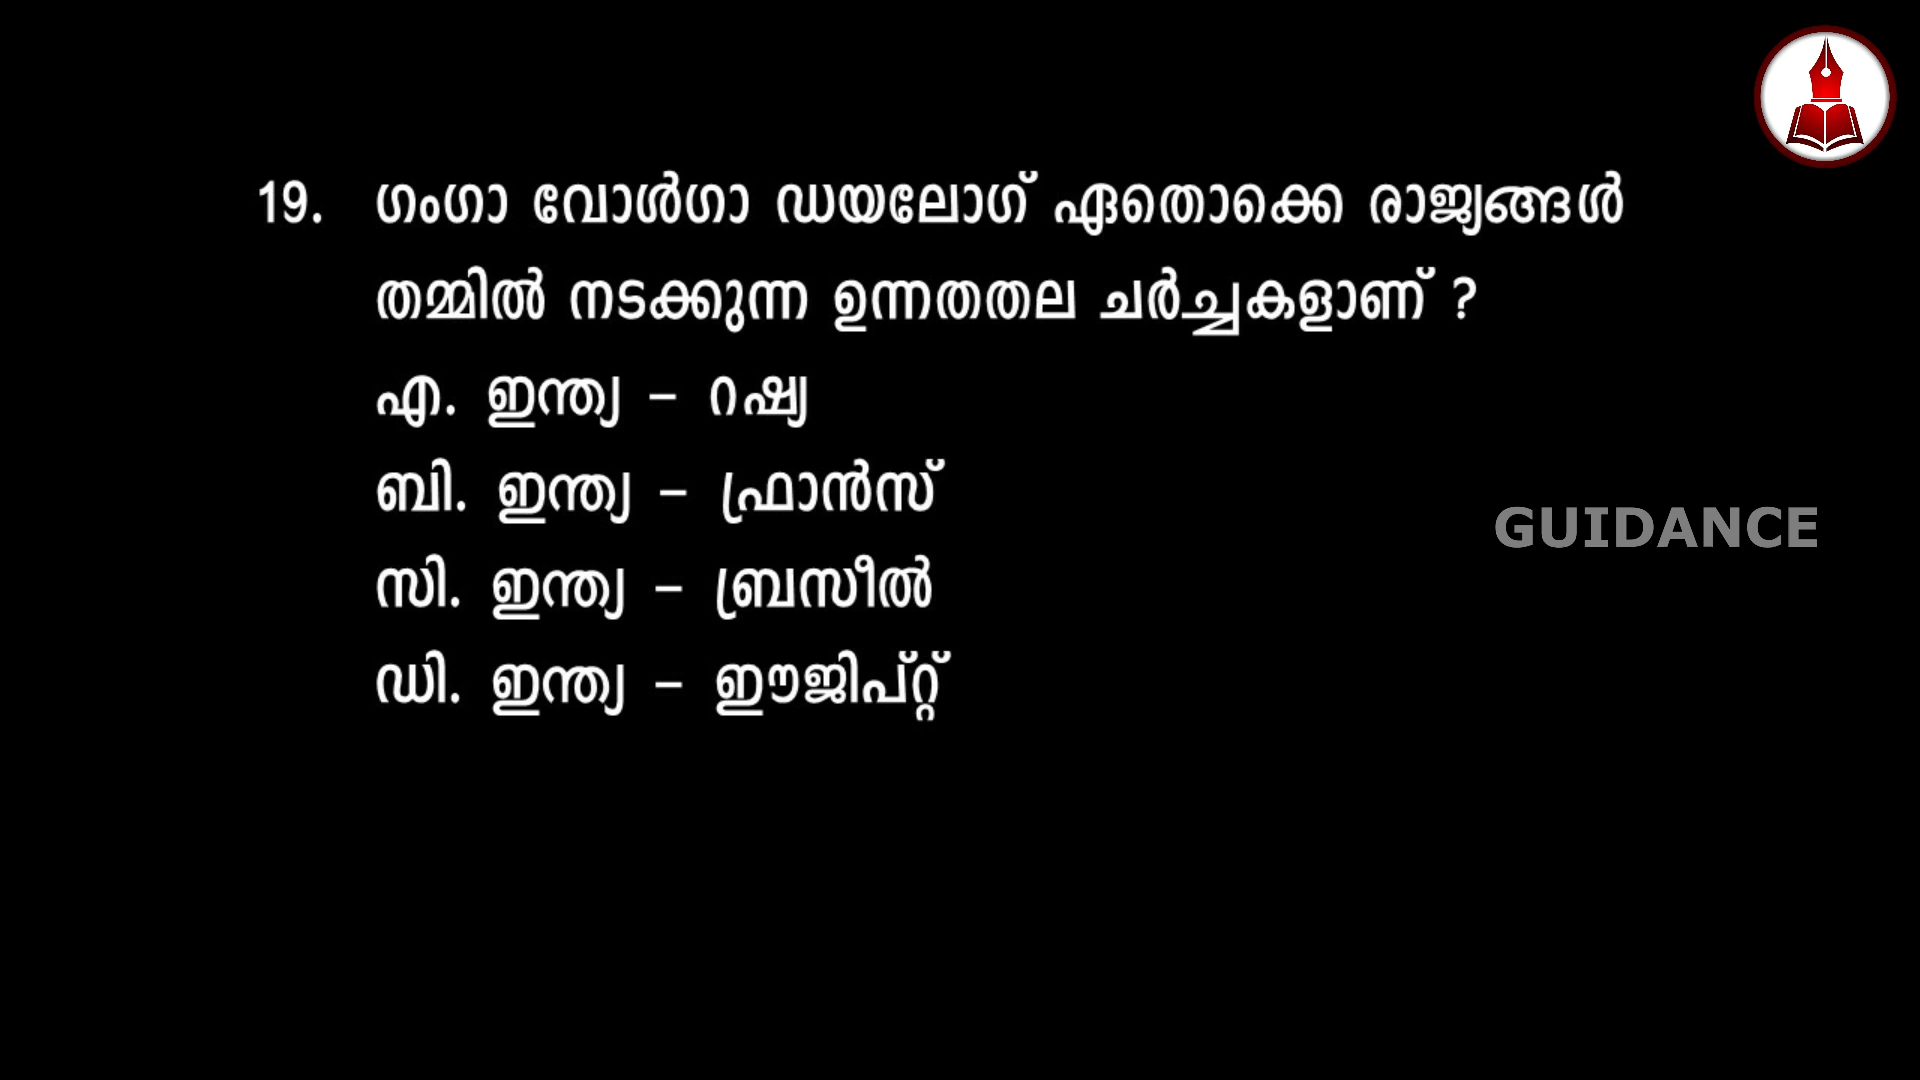 19. ഗംഗാ വോൾഗാ ഡയലോഗ് ഏതൊക്കെ രാജ്യങ്ങൾ
തമ്മിൽ നടക്കുന്ന ഉന്നതതല ചർച്ചകളാണ് ?
എ. ഇന്ത്യ – റഷ്യ
ബി. ഇന്ത്യ – ഫ്രാൻസ്
GUIDANCE
സി. ഇന്ത്യ – ബ്രസീൽ
ഡി. ഇന്ത്യ – ഈജിപ്റ്റ്